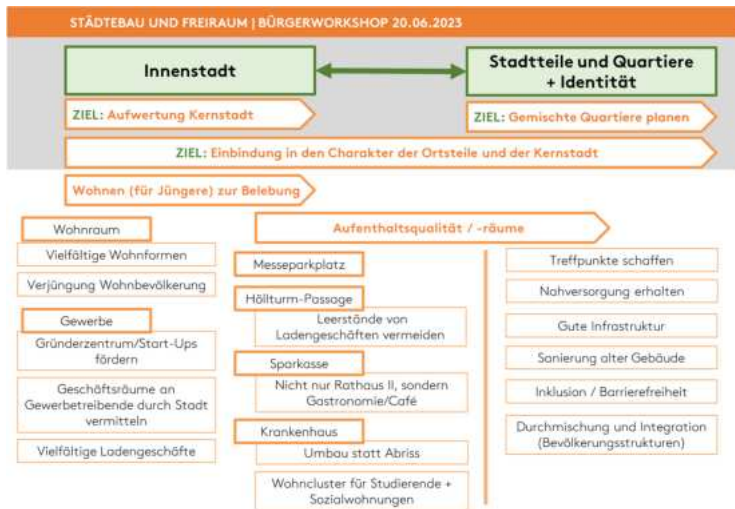 STÄDTEBAU UND FREIRAUM | BÜRGERWORKSHOP 20.06.2023
Innenstadt
Stadtteile und Quartiere
+ Identität
ZIEL: Aufwertung Kernstadt
ZIEL: Gemischte Quartiere planen
ZIEL: Einbindung in den Charakter der Ortsteile und der Kernstadt
Wohnen (für Jüngere) zur Belebung
Aufenthaltsqualität / -räume
Wohnraum
Vielfältige Wohnformen
Verjüngung Wohnbevölkerung
Gewerbe
Gründerzentrum/Start-Ups
fördern
Geschäftsräume an
Gewerbetreibende durch Stadt
vermitteln
Vielfältige Ladengeschäfte
Messeparkplatz
Höllturm-Passage
Leerstände von
Ladengeschäften vermeiden
Sparkasse
Nicht nur Rathaus II, sondern
Gastronomie/Café
Krankenhaus
Umbau statt Abriss
Wohncluster für Studierende +
Sozialwohnungen
Treffpunkte schaffen
Nahversorgung erhalten
Gute Infrastruktur
Sanierung alter Gebäude
Inklusion / Barrierefreiheit
Durchmischung und Integration
(Bevölkerungsstrukturen)